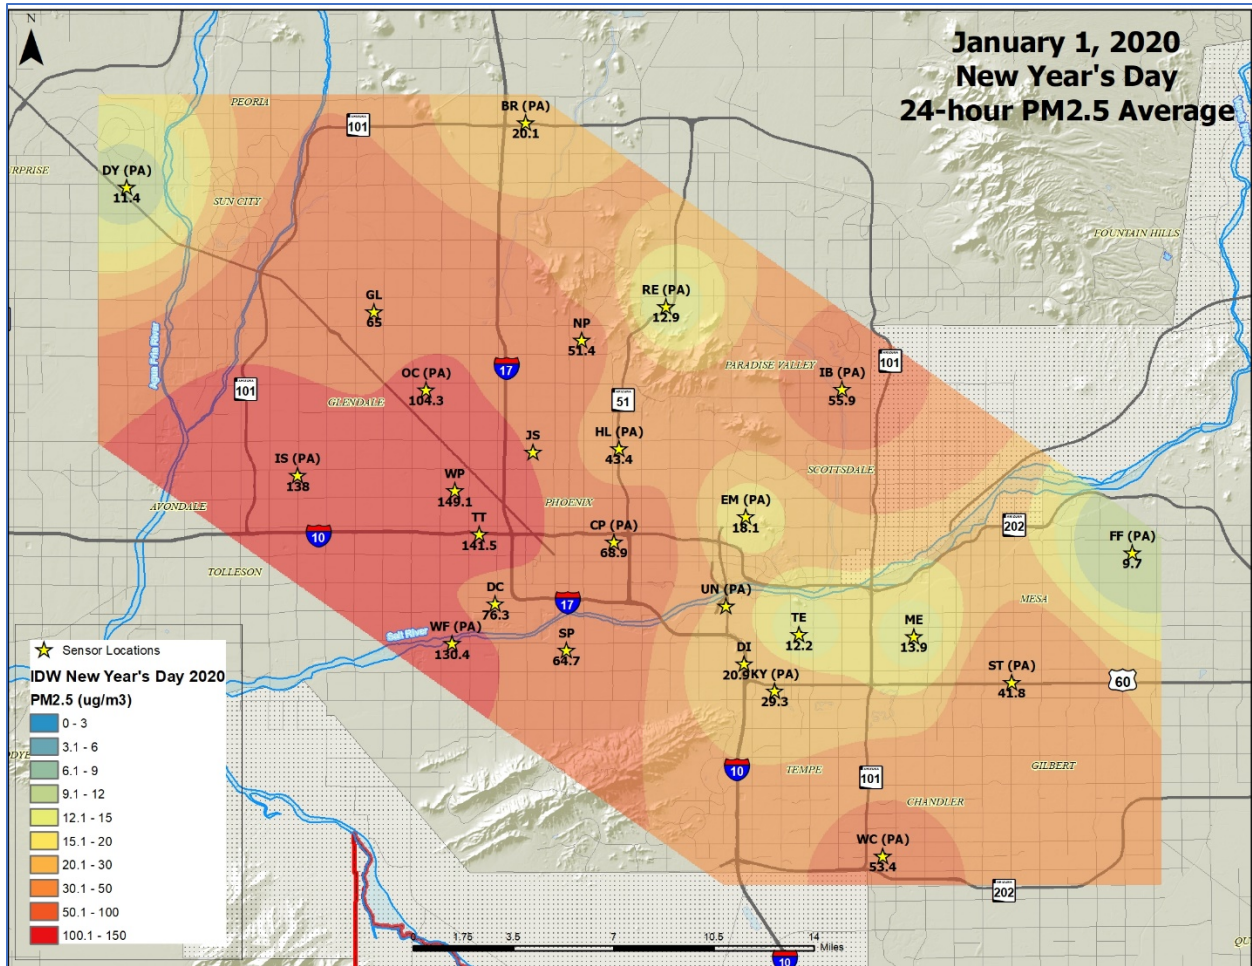 N
January 1, 2020
New Year's Day
24-hour PM2.5 Average
PEORIA
101
BR (PA)
20.1
URPRISE
DY (PA)
11.4
SUN CITY
FOUNTAIN HILLS
GL
65
RE (PA)
12.9
NP
51.4
Agua Fria River
17
PARADISE VALLEY
101
IB (PA)
55.9
101
OC (PA)
104.3
GLENDALE
51
JS
HL (PA)
43.4
IS (PA)
138
WP
149.1
SCOTTSDALE
AVONDALE
PHOENIX
EM (PA)
18.1
TT
141.5
CP (PA)
68.9
202
10
FF (PA)
9.7
TOLLESON
DC
76.3
17
UN (PA)
MESA
WF (PA)
130.4
Salt River
SP
64.7
TE
12.2
ME
13.9
DI
20.9
KY (PA)
29.3
ST (PA)
41.8
60
10
TEMPE
101
GILBERT
CHANDLER
WC (PA)
53.4
202
Sensor Locations
IDW New Year's Day 2020
PM2.5 (ug/m3)
0 - 3
3.1 - 6
6.1 - 9
9.1 - 12
12.1 - 15
15.1 - 20
20.1 - 30
30.1 - 50
50.1 - 100
100.1 - 150
0 1.75 3.5 7 10.5 14
Miles
10
QU